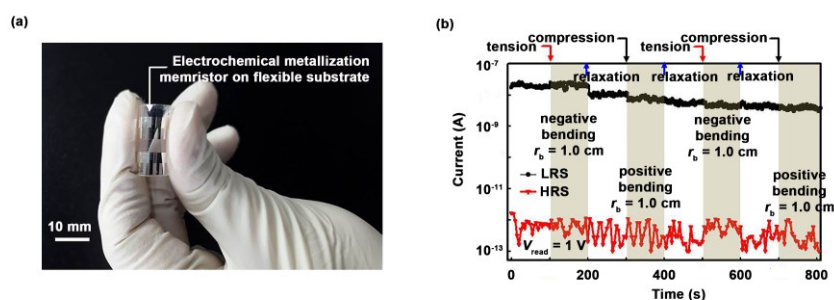 (a)
Electrochemical metallization
memristor on flexible substrate
10 mm
(b)
compression
compression
tension
tension
relaxation
relaxation
relaxation
10⁻⁷
10⁻⁹
10⁻¹¹
10⁻¹³
Current (A)
negative
bending
r_b = 1.0 cm
negative
bending
r_b = 1.0 cm
LRS
HRS
positive
bending
r_b = 1.0 cm
positive
bending
r_b = 1.0 cm
V_read = 1 V
0
200
400
600
800
Time (s)